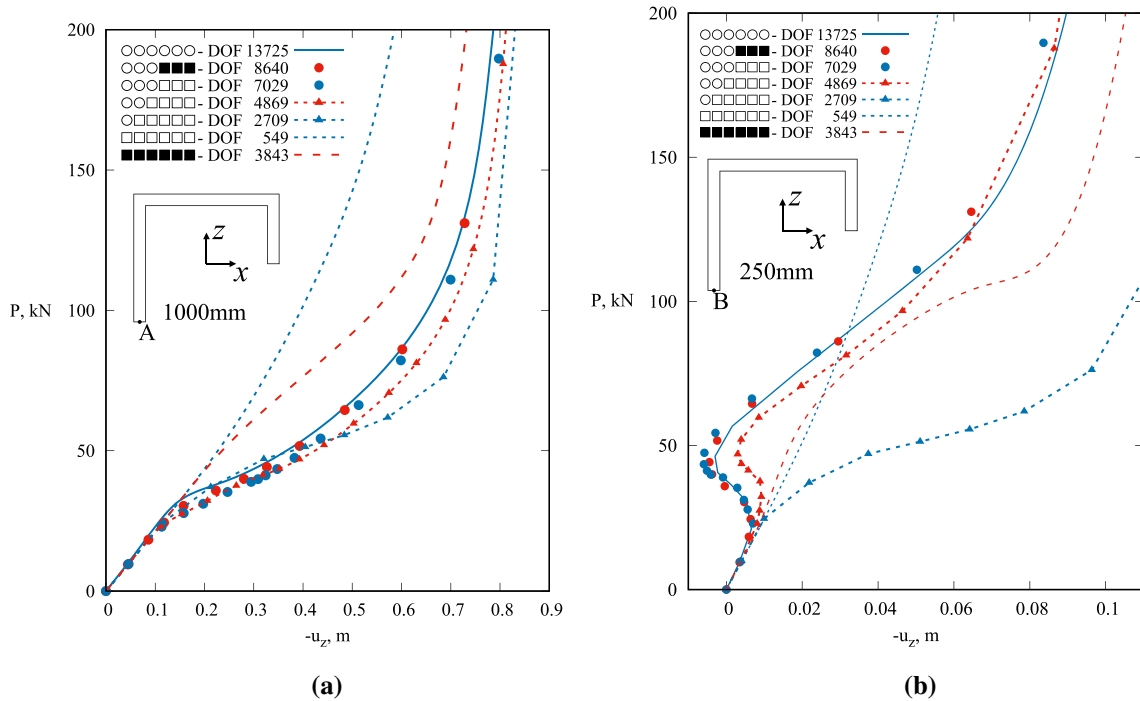 200
150
100
50
0
P, kN
○○○○○○ - DOF 13725
○○○■■■ - DOF 8640
○○○□□□ - DOF 7029
○○□□□□ - DOF 4869
○□□□□□ - DOF 2709
□□□□□□ - DOF 549
■■■■■■ - DOF 3843
z
x
A
1000mm
0 0.1 0.2 0.3 0.4 0.5 0.6 0.7 0.8 0.9
-uz, m
(a)
200
150
100
50
0
P, kN
○○○○○○ - DOF 13725
○○○■■■ - DOF 8640
○○○□□□ - DOF 7029
○○□□□□ - DOF 4869
○□□□□□ - DOF 2709
□□□□□□ - DOF 549
■■■■■■ - DOF 3843
z
x
B
250mm
0 0.02 0.04 0.06 0.08 0.1
-uz, m
(b)